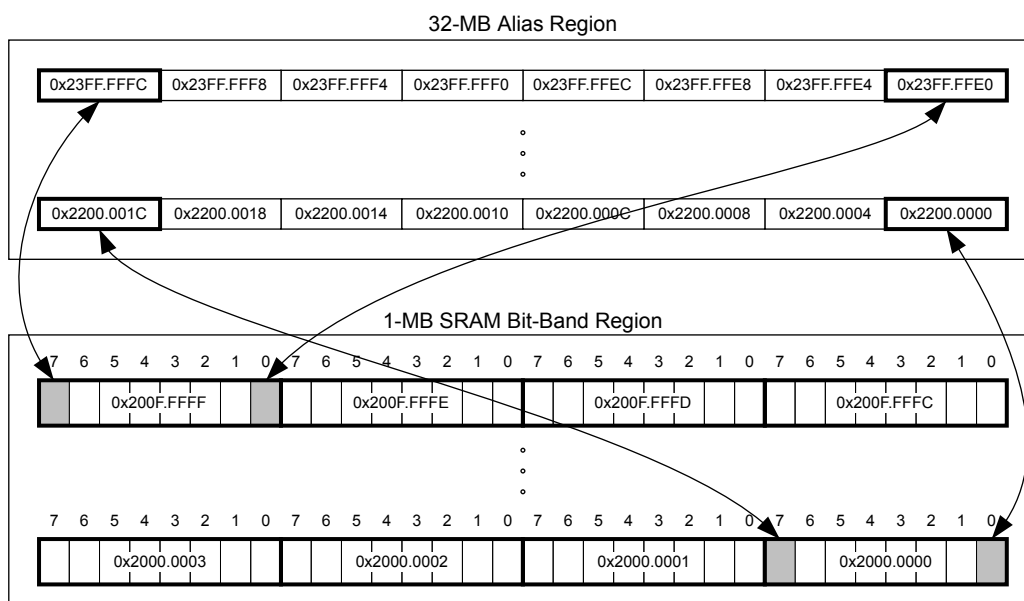 32-MB Alias Region
0x23FF.FFFC 0x23FF.FFF8 0x23FF.FFF4 0x23FF.FFF0 0x23FF.FFEC 0x23FF.FFE8 0x23FF.FFE4 0x23FF.FFE0
0x2200.001C 0x2200.0018 0x2200.0014 0x2200.0010 0x2200.000C 0x2200.0008 0x2200.0004 0x2200.0000
1-MB SRAM Bit-Band Region
7 6 5 4 3 2 1 0 7 6 5 4 3 2 1 0 7 6 5 4 3 2 1 0 7 6 5 4 3 2 1 0
0x200F.FFFF 0x200F.FFFE 0x200F.FFFD 0x200F.FFFC
7 6 5 4 3 2 1 0 7 6 5 4 3 2 1 0 7 6 5 4 3 2 1 0 7 6 5 4 3 2 1 0
0x2000.0003 0x2000.0002 0x2000.0001 0x2000.0000